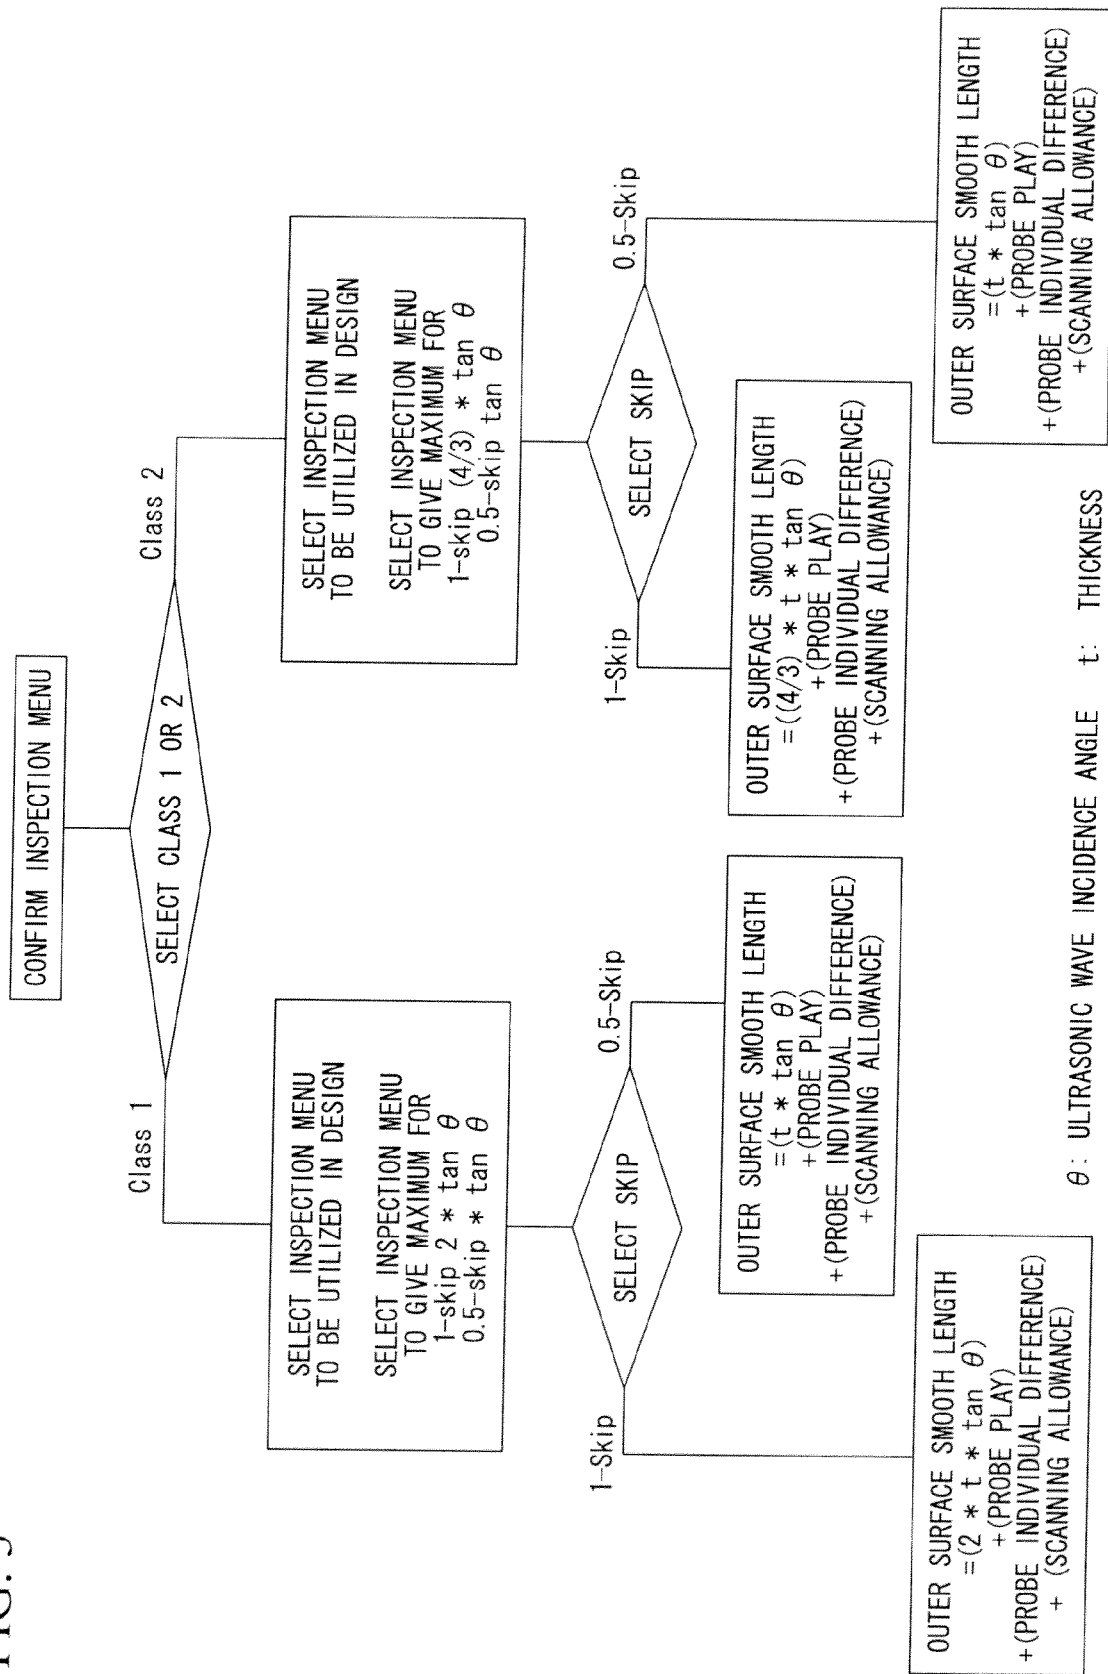 CONFIRM INSPECTION MENU
SELECT CLASS 1 OR 2
Class 1
Class 2
SELECT INSPECTION MENU
TO BE UTILIZED IN DESIGN
SELECT INSPECTION MENU
TO GIVE MAXIMUM FOR
1-skip 2 * tan θ
0.5-skip * tan θ
SELECT INSPECTION MENU
TO BE UTILIZED IN DESIGN
SELECT INSPECTION MENU
TO GIVE MAXIMUM FOR
1-skip (4/3) * tan θ
0.5-skip tan θ
1-Skip
SELECT SKIP
0.5-Skip
1-Skip
SELECT SKIP
0.5-Skip
OUTER SURFACE SMOOTH LENGTH
=(2 * t * tan θ)
+(PROBE PLAY)
+(PROBE INDIVIDUAL DIFFERENCE)
+ (SCANNING ALLOWANCE)
OUTER SURFACE SMOOTH LENGTH
=(t * tan θ)
+(PROBE PLAY)
+(PROBE INDIVIDUAL DIFFERENCE)
+(SCANNING ALLOWANCE)
OUTER SURFACE SMOOTH LENGTH
=((4/3) * t * tan θ)
+(PROBE PLAY)
+(PROBE INDIVIDUAL DIFFERENCE)
+(SCANNING ALLOWANCE)
OUTER SURFACE SMOOTH LENGTH
=(t * tan θ)
+(PROBE PLAY)
+(PROBE INDIVIDUAL DIFFERENCE)
+(SCANNING ALLOWANCE)
θ: ULTRASONIC WAVE INCIDENCE ANGLE t: THICKNESS